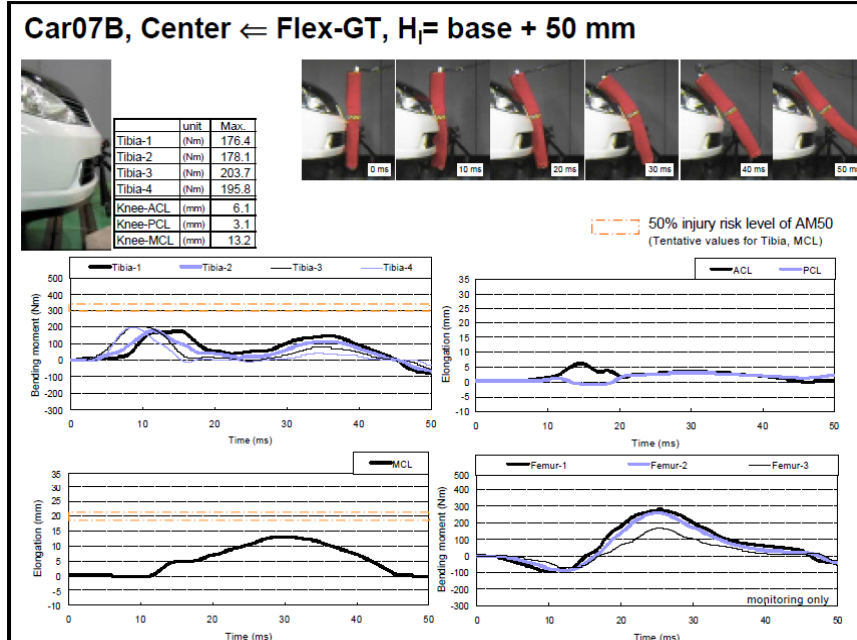 Car07B, Center ⇐ Flex-GT, H_l= base + 50 mm
unit Max.
Tibia-1 (Nm) 176.4
Tibia-2 (Nm) 178.1
Tibia-3 (Nm) 203.7
Tibia-4 (Nm) 195.8
Knee-ACL (mm) 6.1
Knee-PCL (mm) 3.1
Knee-MCL (mm) 13.2
0 ms 10 ms 20 ms 30 ms 40 ms 50 ms
50% injury risk level of AM50
(Tentative values for Tibia, MCL)
Tibia-1 Tibia-2 Tibia-3 Tibia-4
Bending moment (Nm)
500
400
300
200
100
0
-100
-200
-300
0 10 20 30 40 50
Time (ms)
ACL PCL
Elongation (mm)
35
30
25
20
15
10
5
0
-5
-10
0 10 20 30 40 50
Time (ms)
MCL
Elongation (mm)
35
30
25
20
15
10
5
0
-5
-10
0 10 20 30 40 50
Time (ms)
Femur-1 Femur-2 Femur-3
Bending moment (Nm)
500
400
300
200
100
0
-100
-200
-300
monitoring only
0 10 20 30 40 50
Time (ms)